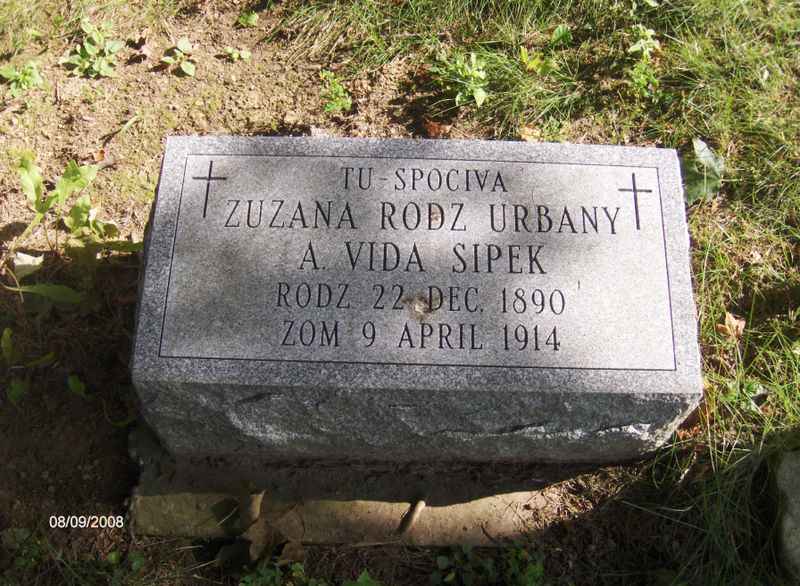 TU-SPOCIVA
ZUZANA RODZ URBANY
A. VIDA SIPEK
RODZ 22 DEC. 1890
ZOM 9 APRIL 1914
08/09/2008